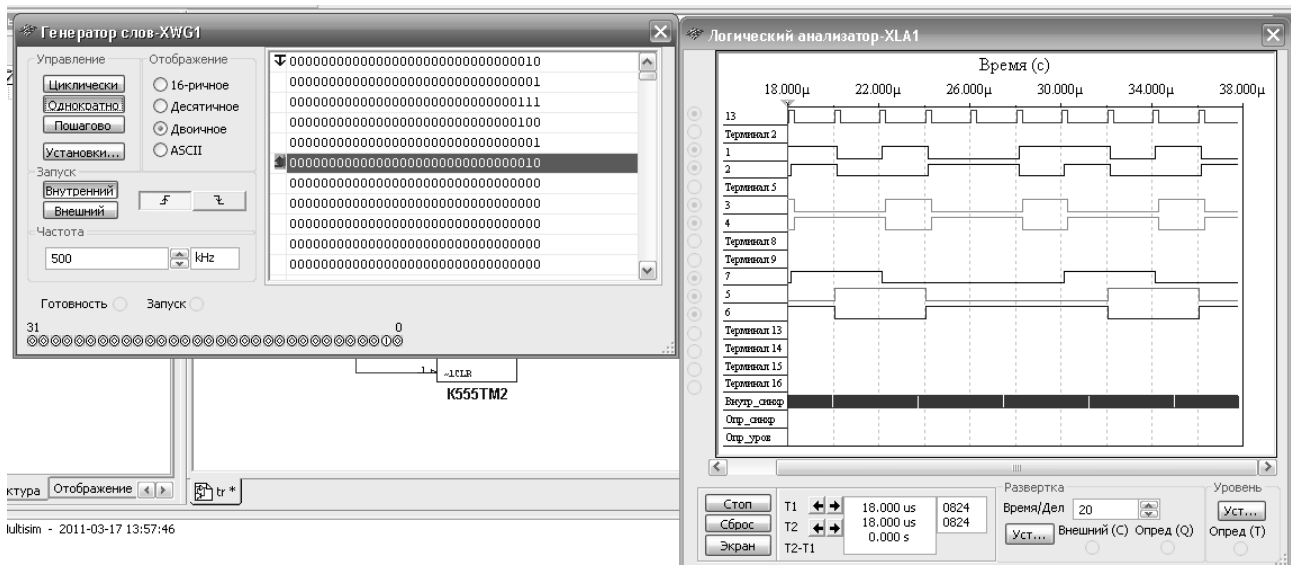 Генератор слов-XWG1
Управление
Отображение
Циклически
Однократно
Пошагово
Установки...
16-ричное
Десятичное
Двоичное
ASCII
Запуск
Внутренний
Внешний
Частота
500
kHz
Готовность
Запуск
31
0
00000000000000000000000000000010
00000000000000000000000000000001
00000000000000000000000000000111
00000000000000000000000000000100
00000000000000000000000000000001
00000000000000000000000000000010
00000000000000000000000000000000
00000000000000000000000000000000
00000000000000000000000000000000
00000000000000000000000000000000
00000000000000000000000000000000
1
~1CLR
К555ТМ2
ктура
Отображение
tr *
ultisim - 2011-03-17 13:57:46
Логический анализатор-XLA1
Время (с)
18.000µ 22.000µ 26.000µ 30.000µ 34.000µ 38.000µ
13
Терминал 2
1
2
Терминал 5
3
4
Терминал 8
Терминал 9
7
5
6
Терминал 13
Терминал 14
Терминал 15
Терминал 16
Внутр_синхр
Опр_синхр
Опр_уров
Стоп
Сброс
Экран
T1 18.000 us 0824
T2 18.000 us 0824
T2-T1 0.000 s
Развертка
Время/Дел 20
Уст...
Внешний (C)
Опред (Q)
Уровень
Уст...
Опред (T)